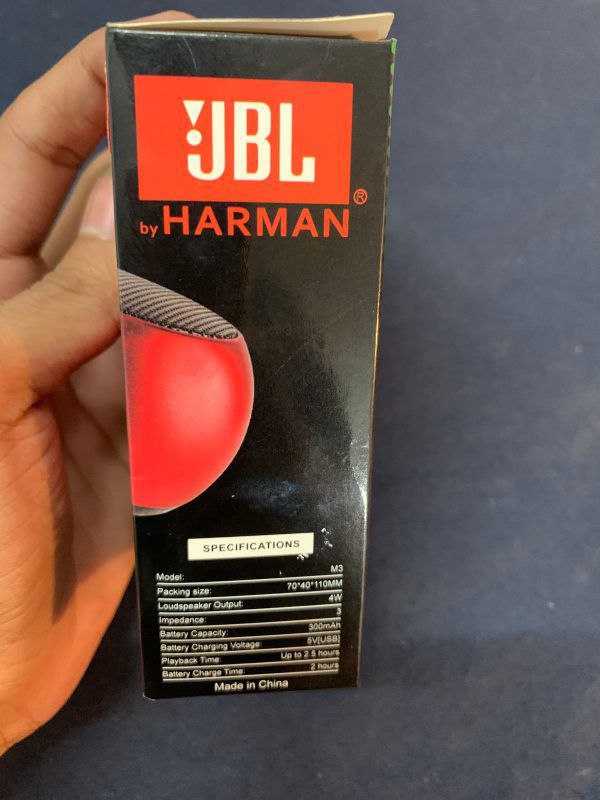 JBL
®
by HARMAN
SPECIFICATIONS
Model: M3
Packing size: 70*40*110MM
Loudspeaker Output: 4W
Impedance: 3
Battery Capacity: 300mAh
Battery Charging Voltage: 5V[USB]
Playback Time: Up to 2.5 hours
Battery Charge Time: 2 hours
Made in China